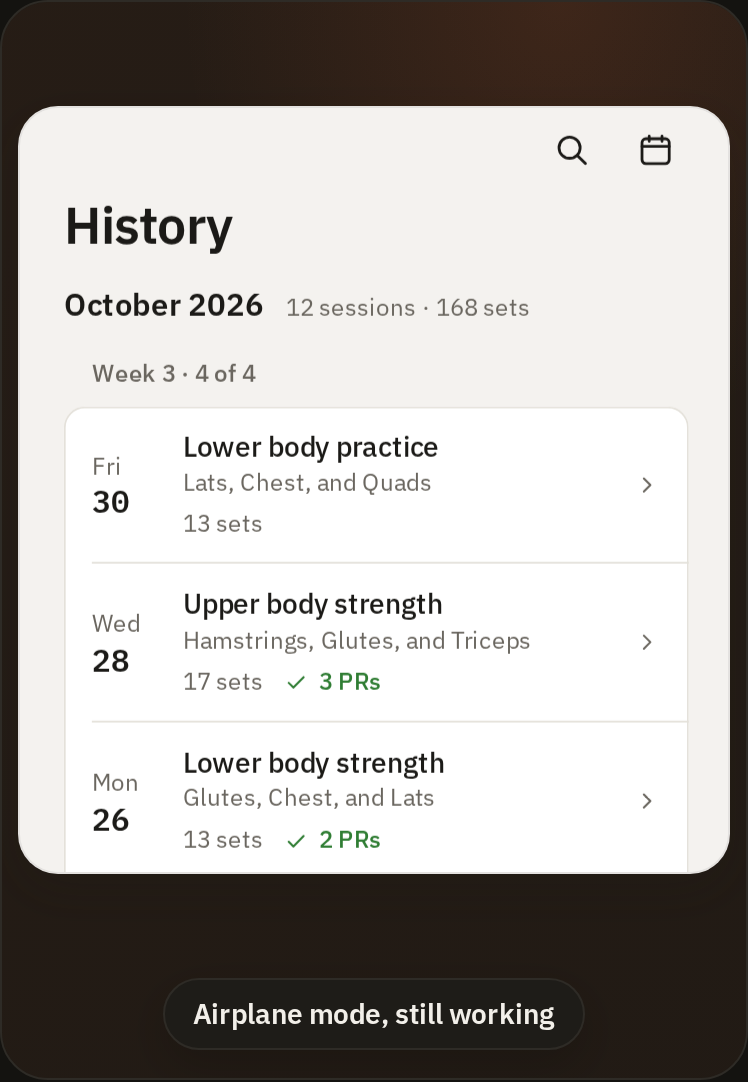 History
October 2026 12 sessions · 168 sets
Week 3 · 4 of 4
Fri
30
Lower body practice
Lats, Chest, and Quads
13 sets
Wed
28
Upper body strength
Hamstrings, Glutes, and Triceps
17 sets ✓ 3 PRs
Mon
26
Lower body strength
Glutes, Chest, and Lats
13 sets ✓ 2 PRs
Airplane mode, still working